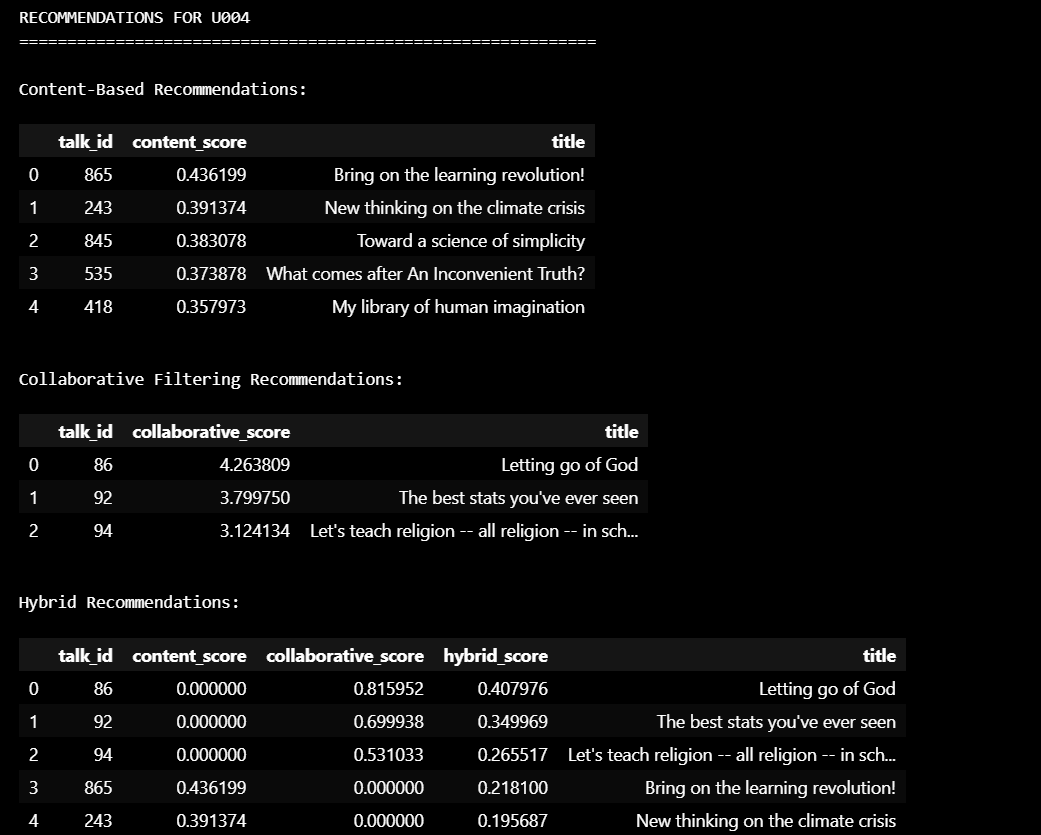 RECOMMENDATIONS FOR U004
============================================================
Content-Based Recommendations:
talk_id content_score title
0 865 0.436199 Bring on the learning revolution!
1 243 0.391374 New thinking on the climate crisis
2 845 0.383078 Toward a science of simplicity
3 535 0.373878 What comes after An Inconvenient Truth?
4 418 0.357973 My library of human imagination
Collaborative Filtering Recommendations:
talk_id collaborative_score title
0 86 4.263809 Letting go of God
1 92 3.799750 The best stats you've ever seen
2 94 3.124134 Let's teach religion -- all religion -- in sch...
Hybrid Recommendations:
talk_id content_score collaborative_score hybrid_score title
0 86 0.000000 0.815952 0.407976 Letting go of God
1 92 0.000000 0.699938 0.349969 The best stats you've ever seen
2 94 0.000000 0.531033 0.265517 Let's teach religion -- all religion -- in sch...
3 865 0.436199 0.000000 0.218100 Bring on the learning revolution!
4 243 0.391374 0.000000 0.195687 New thinking on the climate crisis